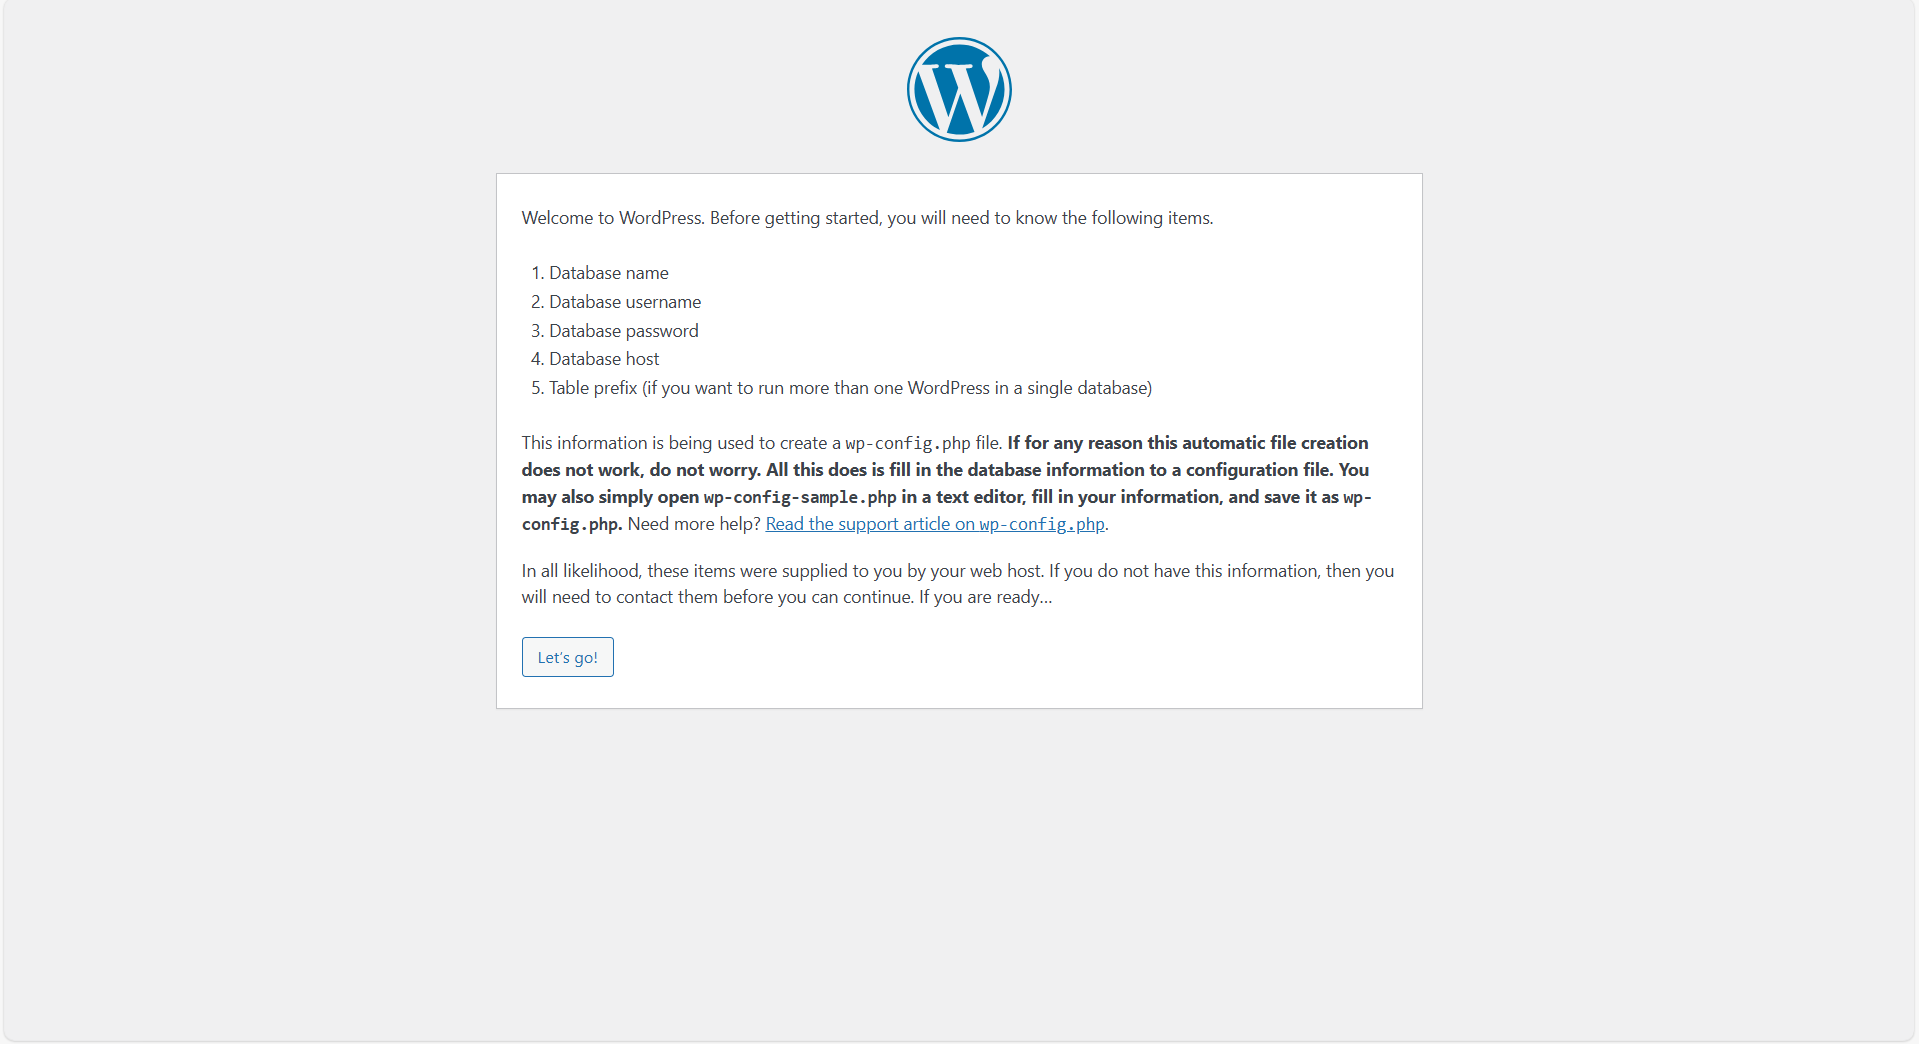 Welcome to WordPress. Before getting started, you will need to know the following items.
1. Database name
2. Database username
3. Database password
4. Database host
5. Table prefix (if you want to run more than one WordPress in a single database)
This information is being used to create a wp-config.php file. If for any reason this automatic file creation
does not work, do not worry. All this does is fill in the database information to a configuration file. You
may also simply open wp-config-sample.php in a text editor, fill in your information, and save it as wp-
config.php. Need more help? Read the support article on wp-config.php.
In all likelihood, these items were supplied to you by your web host. If you do not have this information, then you
will need to contact them before you can continue. If you are ready…
Let’s go!